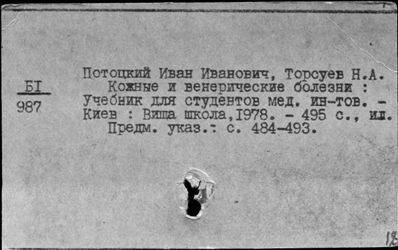 Потоцкий Иван Иванович, Торсуев Н.А.
БІ
987
Кожные и венерические болезни :
Учебник для студентов мед. ин-тов. -
Киев : Вища школа,1978. - 495 с., ил.
Предм. указ.: с. 484-493.